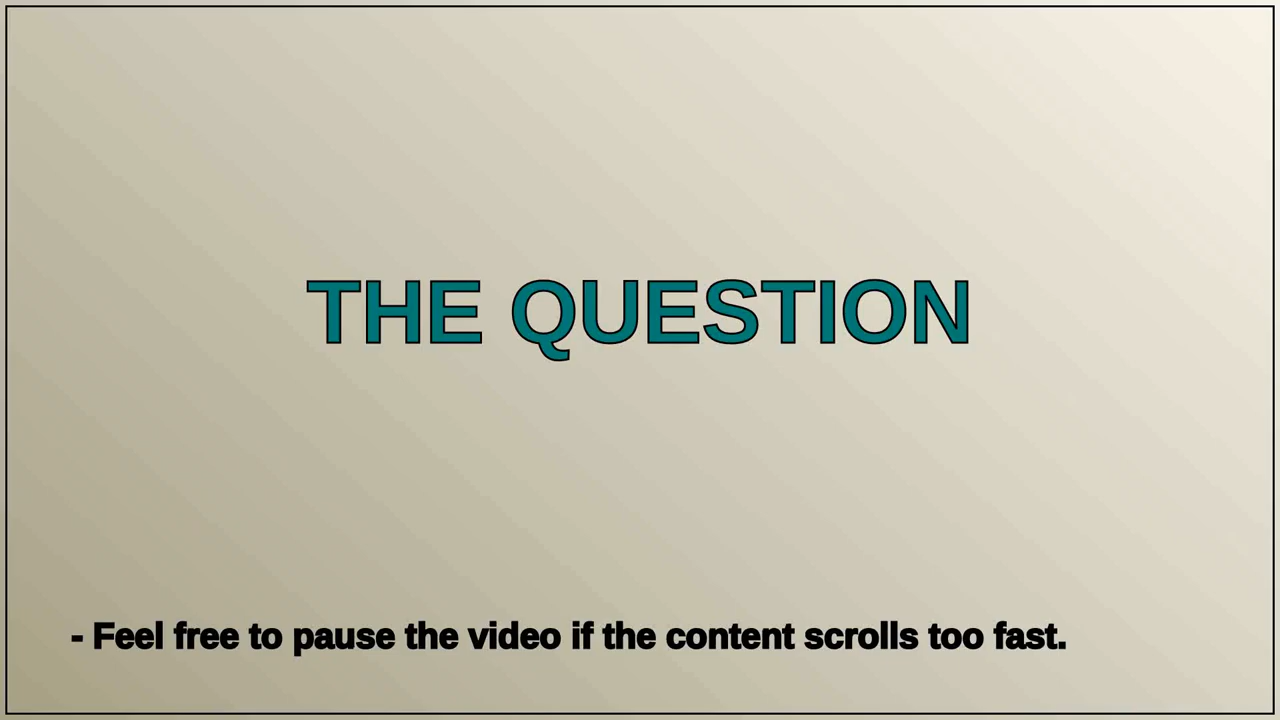 THE QUESTION
- Feel free to pause the video if the content scrolls too fast.